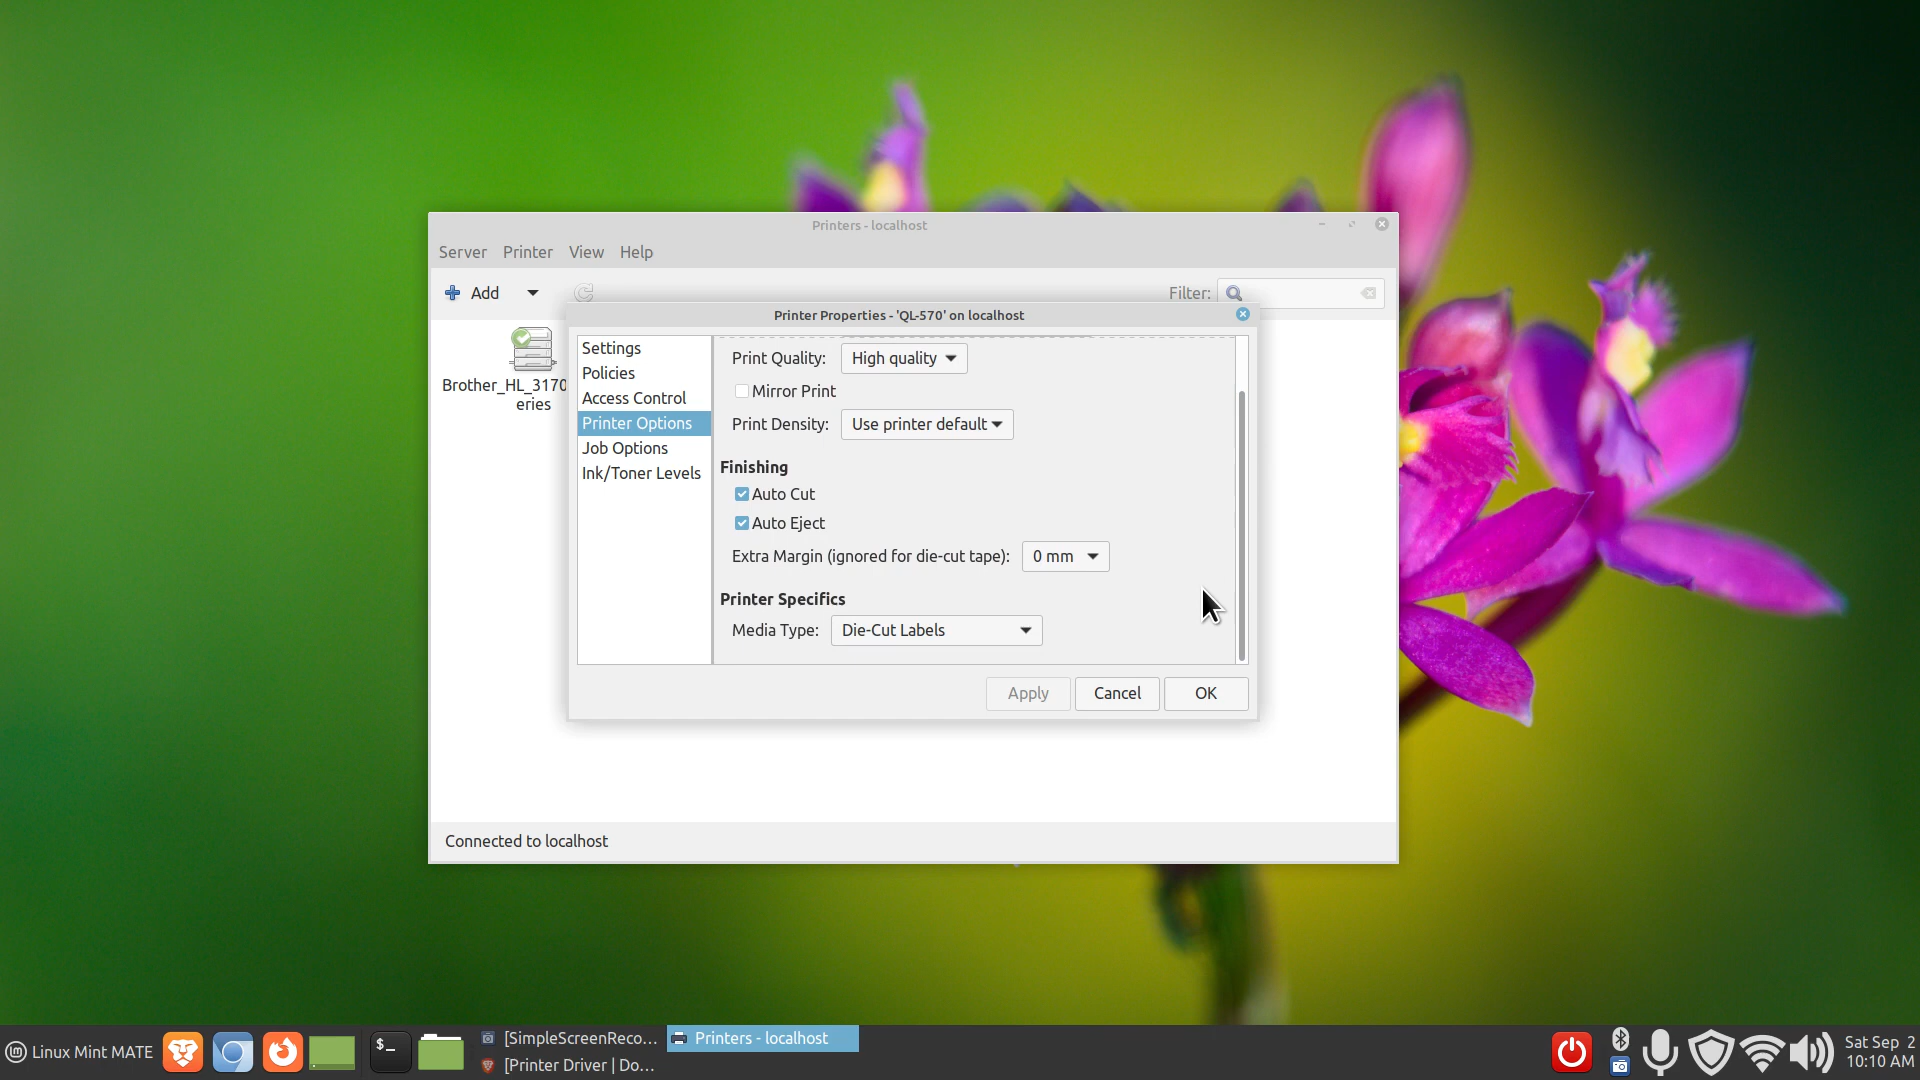 Printers - localhost
Server Printer View Help
Add
Filter:
Printer Properties - 'QL-570' on localhost
Brother_HL_3170
eries
Settings
Policies
Access Control
Printer Options
Job Options
Ink/Toner Levels
Print Quality: High quality
Mirror Print
Print Density: Use printer default
Finishing
Auto Cut
Auto Eject
Extra Margin (ignored for die-cut tape): 0 mm
Printer Specifics
Media Type: Die-Cut Labels
Apply Cancel OK
Connected to localhost
Linux Mint MATE
$_
[SimpleScreenReco...
Printers - localhost
[Printer Driver | Do...
Sat Sep 2
10:10 AM